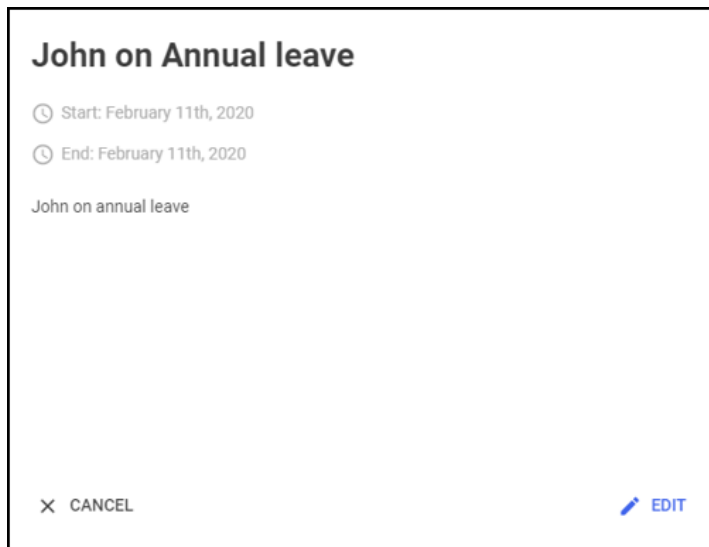 John on Annual leave
Start: February 11th, 2020
End: February 11th, 2020
John on annual leave
CANCEL
EDIT